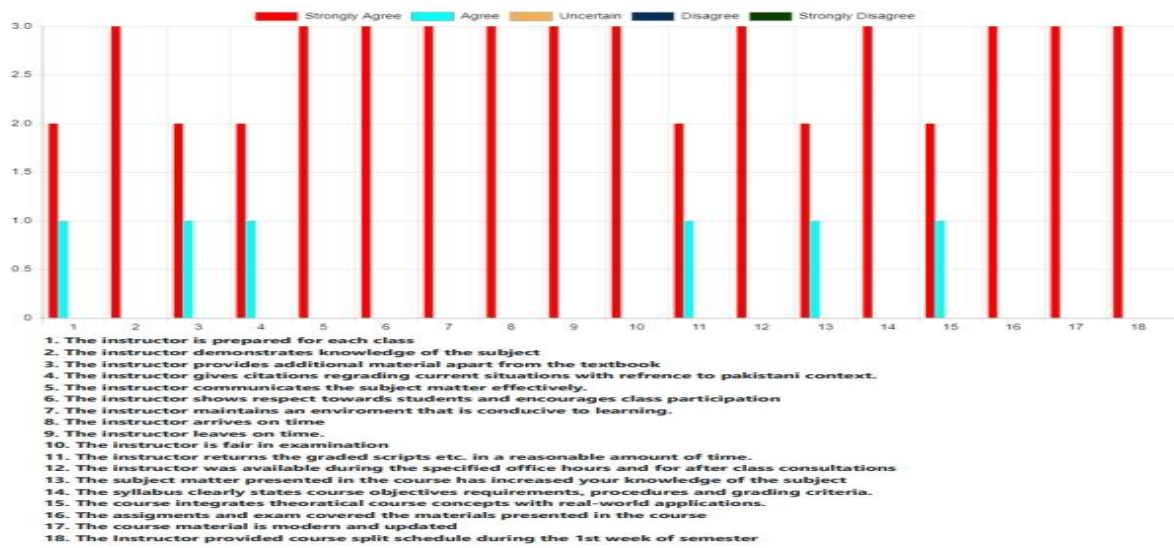 Strongly Agree Agree Uncertain Disagree Strongly Disagree
3.0
2.5
2.0
1.5
1.0
0.5
0
1 2 3 4 5 6 7 8 9 10 11 12 13 14 15 16 17 18
1. The instructor is prepared for each class
2. The instructor demonstrates knowledge of the subject
3. The instructor provides additional material apart from the textbook
4. The instructor gives citations regrading current situations with refrence to pakistani context.
5. The instructor communicates the subject matter effectively.
6. The instructor shows respect towards students and encourages class participation
7. The instructor maintains an enviroment that is conducive to learning.
8. The instructor arrives on time
9. The instructor leaves on time.
10. The instructor is fair in examination
11. The instructor returns the graded scripts etc. in a reasonable amount of time.
12. The instructor was available during the specified office hours and for after class consultations
13. The subject matter presented in the course has increased your knowledge of the subject
14. The syllabus clearly states course objectives requirements, procedures and grading criteria.
15. The course integrates theoratical course concepts with real-world applications.
16. The assigments and exam covered the materials presented in the course
17. The course material is modern and updated
18. The Instructor provided course split schedule during the 1st week of semester